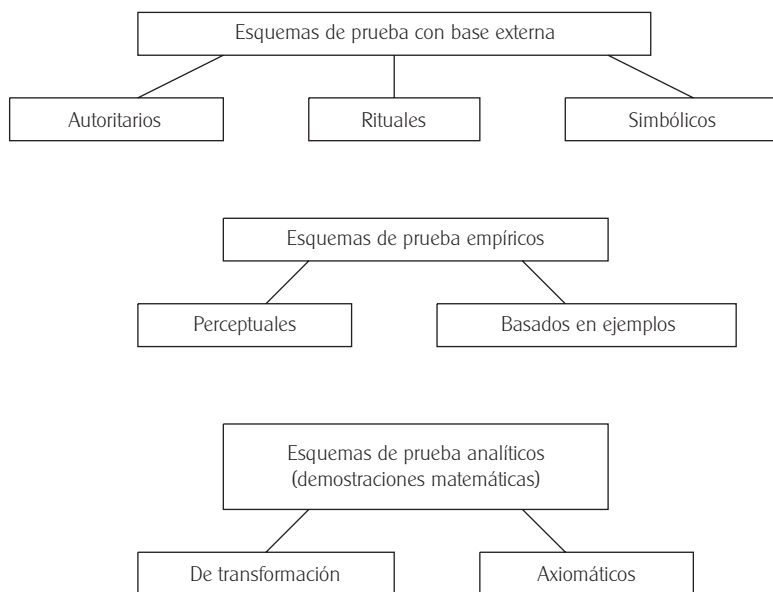 Esquemas de prueba con base externa
Autoritarios
Rituales
Simbólicos
Esquemas de prueba empíricos
Perceptuales
Basados en ejemplos
Esquemas de prueba analíticos
(demostraciones matemáticas)
De transformación
Axiomáticos